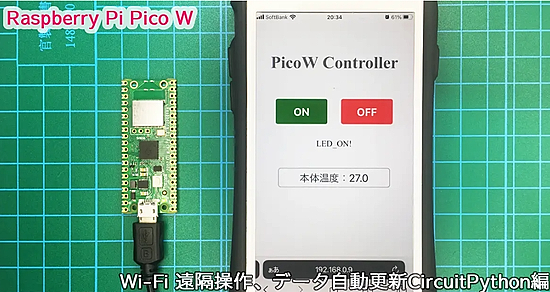 Raspberry Pi Pico W
SoftBank 20:34 61%
PicoW Controller
ON OFF
LED_ON!
本体温度：27.0
ぁあ 192.168.0.9
Wi-Fi 遠隔操作、データ自動更新CircuitPython編